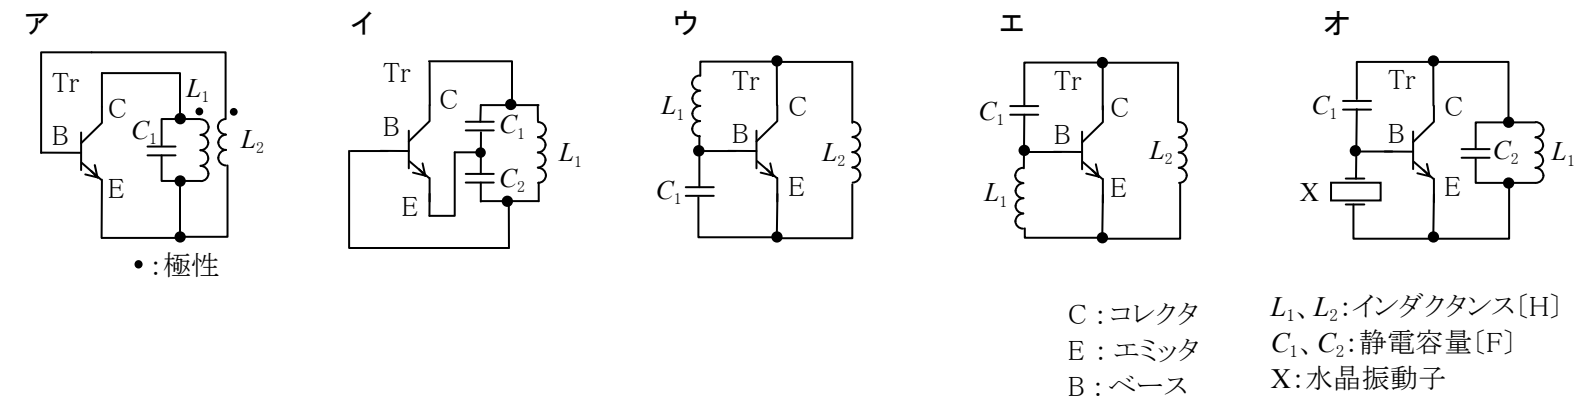 ア
Tr
C
B
E
C₁
L₁
L₂
•:極性
イ
Tr
C
B
E
C₁
C₂
L₁
ウ
Tr
C
B
E
L₁
C₁
L₂
エ
Tr
C
B
E
C₁
L₁
L₂
オ
Tr
C
B
E
C₁
X
C₂
L₁
C:コレクタ
E:エミッタ
B:ベース
L₁、L₂:インダクタンス〔H〕
C₁、C₂:静電容量〔F〕
X:水晶振動子